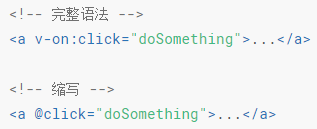 <!-- 完整语法 -->
<a v-on:click="doSomething">...</a>
<!-- 缩写 -->
<a @click="doSomething">...</a>